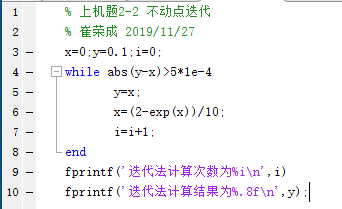 1 % 上机题2-2 不动点迭代
2 % 崔荣成 2019/11/27
3 x=0;y=0.1;i=0;
4 while abs(y-x)>5*1e-4
5 y=x;
6 x=(2-exp(x))/10;
7 i=i+1;
8 end
9 fprintf('迭代法计算次数为%i\n',i)
10 fprintf('迭代法计算结果为%.8f\n',y);